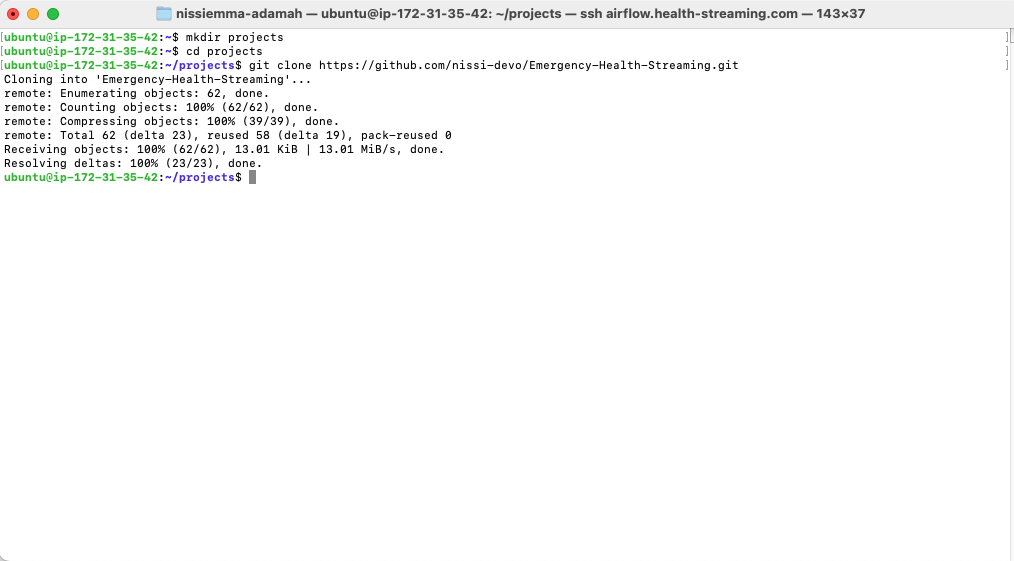 nissiemma-adamah — ubuntu@ip-172-31-35-42: ~/projects — ssh airflow.health-streaming.com — 143×37
[ubuntu@ip-172-31-35-42:~$ mkdir projects ]
[ubuntu@ip-172-31-35-42:~$ cd projects ]
[ubuntu@ip-172-31-35-42:~/projects$ git clone https://github.com/nissi-devo/Emergency-Health-Streaming.git ]
Cloning into 'Emergency-Health-Streaming'...
remote: Enumerating objects: 62, done.
remote: Counting objects: 100% (62/62), done.
remote: Compressing objects: 100% (39/39), done.
remote: Total 62 (delta 23), reused 58 (delta 19), pack-reused 0
Receiving objects: 100% (62/62), 13.01 KiB | 13.01 MiB/s, done.
Resolving deltas: 100% (23/23), done.
ubuntu@ip-172-31-35-42:~/projects$